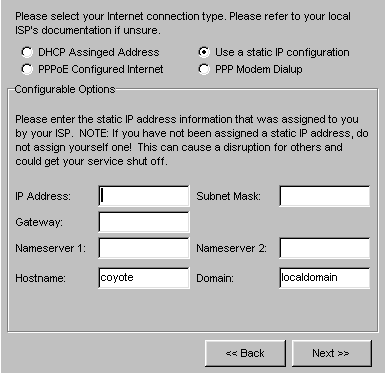 Please select your Internet connection type. Please refer to your local
ISP's documentation if unsure.
DHCP Assinged Address
Use a static IP configuration
PPPoE Configured Internet
PPP Modem Dialup
Configurable Options
Please enter the static IP address information that was assigned to you
by your ISP. NOTE: If you have not been assigned a static IP address, do
not assign yourself one! This can cause a disruption for others and
could get your service shut off.
IP Address:
Subnet Mask:
Gateway:
Nameserver 1:
Nameserver 2:
Hostname: coyote
Domain: localdomain
<< Back
Next >>